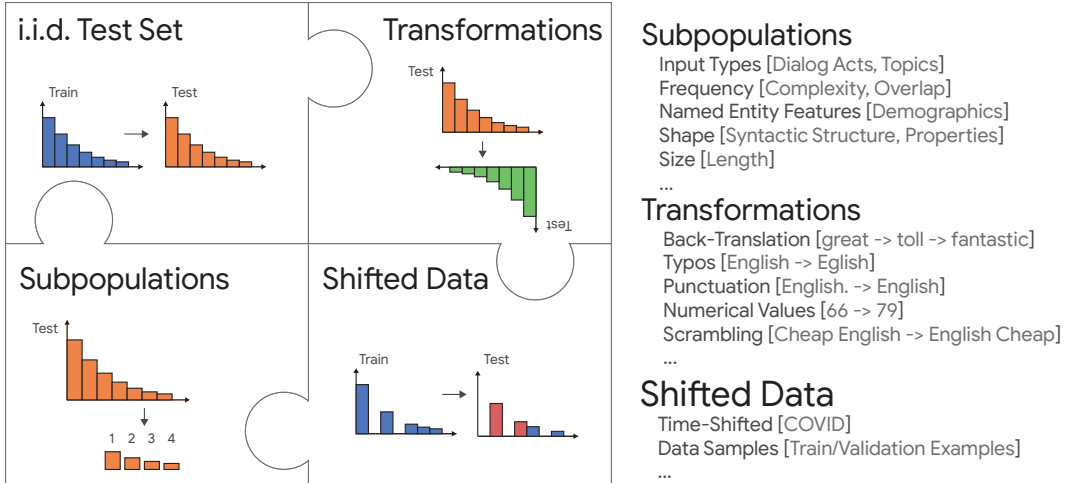 i.i.d. Test Set
Train
Test
Transformations
Test
Test
Subpopulations
Test
1 2 3 4
Shifted Data
Train
Test
Subpopulations
Input Types [Dialog Acts, Topics]
Frequency [Complexity, Overlap]
Named Entity Features [Demographics]
Shape [Syntactic Structure, Properties]
Size [Length]
...
Transformations
Back-Translation [great -> toll -> fantastic]
Typos [English -> Eglish]
Punctuation [English. -> English]
Numerical Values [66 -> 79]
Scrambling [Cheap English -> English Cheap]
...
Shifted Data
Time-Shifted [COVID]
Data Samples [Train/Validation Examples]
...